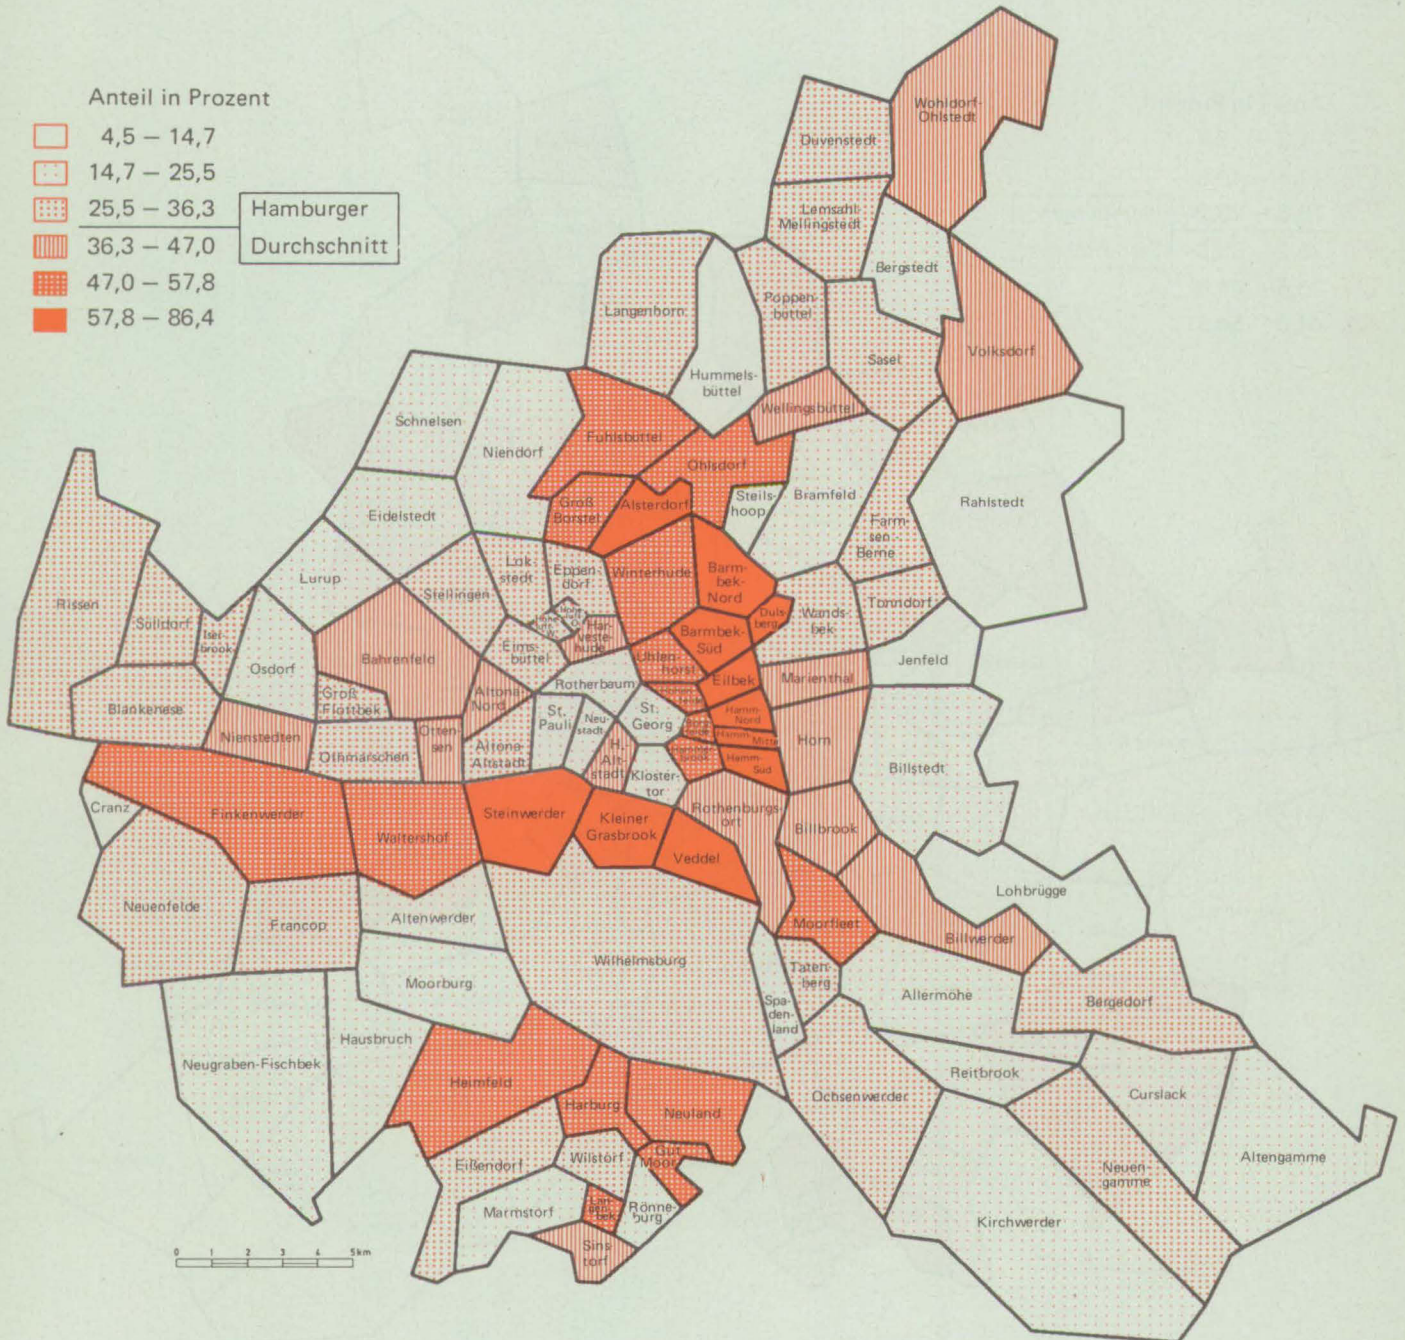 Anteil in Prozent
4,5 – 14,7
14,7 – 25,5
25,5 – 36,3
36,3 – 47,0
47,0 – 57,8
57,8 – 86,4
Hamburger
Durchschnitt
Wohldorf-
Ohlstedt
Duvenstedt
Lemsahl
Mellingstedt
Bergstedt
Poppen-
büttel
Langenhorn
Hummels-
büttel
Sasel
Volksdorf
Wellingsbüttel
Schnelsen
Niendorf
Fuhlsbüttel
Ohlsdorf
Steils-
hoop
Bramfeld
Rahlstedt
Eidelstedt
Groß
Borstel
Alsterdorf
Farm-
sen-
Berne
Lurup
Stellingen
Lok-
stedt
Eppen-
dorf
Winterhude
Barm-
bek-
Nord
Duls-
berg
Wands-
bek
Tonndorf
Rissen
Sülldorf
Iser-
brook
Osdorf
Bahrenfeld
Eims-
büttel
Har-
veste-
hude
Barmbek-
Süd
Uhlen-
horst
Eilbek
Marienthal
Jenfeld
Blankenese
Groß
Flottbek
Altona-
Nord
Rotherbaum
St.
Pauli
Neu-
stadt
St.
Georg
Hamm-
Nord
Hamm-
Mitte
Hamm-
Süd
Horn
Billstedt
Nienstedten
Othmarschen
Otten-
sen
Altona-
Altstadt
H.-
Alt-
stadt
Kloster-
tor
Cranz
Finkenwerder
Waltershof
Steinwerder
Kleiner
Grasbrook
Veddel
Rothenburgs-
ort
Billbrook
Lohbrügge
Neuenfelde
Francop
Altenwerder
Moorfleet
Billwerder
Wilhelmsburg
Taten-
berg
Moorburg
Spa-
den-
land
Allermöhe
Bergedorf
Neugraben-Fischbek
Hausbruch
Heimfeld
Harburg
Neuland
Ochsenwerder
Reitbrook
Curslack
Eißendorf
Wilstorf
Gut
Moor
Neuen-
gamme
Altengamme
Marmstorf
Lan-
gen-
bek
Rönne-
burg
Kirchwerder
Sins-
torf
0 1 2 3 4 5km